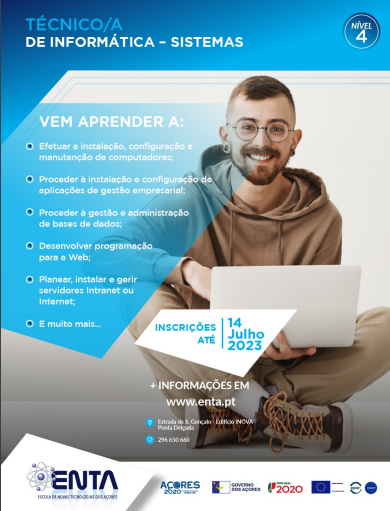 TÉCNICO/A
DE INFORMÁTICA – SISTEMAS
NÍVEL
4
VEM APRENDER A:
Efetuar a instalação, configuração e
manutenção de computadores;
Proceder à instalação e configuração de
aplicações de gestão empresarial;
Proceder à gestão e administração
de bases de dados;
Desenvolver programação
para a Web;
Planear, instalar e gerir
servidores Intranet ou
Internet;
E muito mais...
INSCRIÇÕES
ATÉ
14
Julho
2023
+ INFORMAÇÕES EM
www.enta.pt
Estrada de S. Gonçalo - Edifício INOVA
Ponta Delgada
296 650 660
ENTA
ESCOLA DE NOVAS TECNOLOGIAS DOS AÇORES
AÇORES
2020
GOVERNO
DOS AÇORES
PORTUGAL
2020